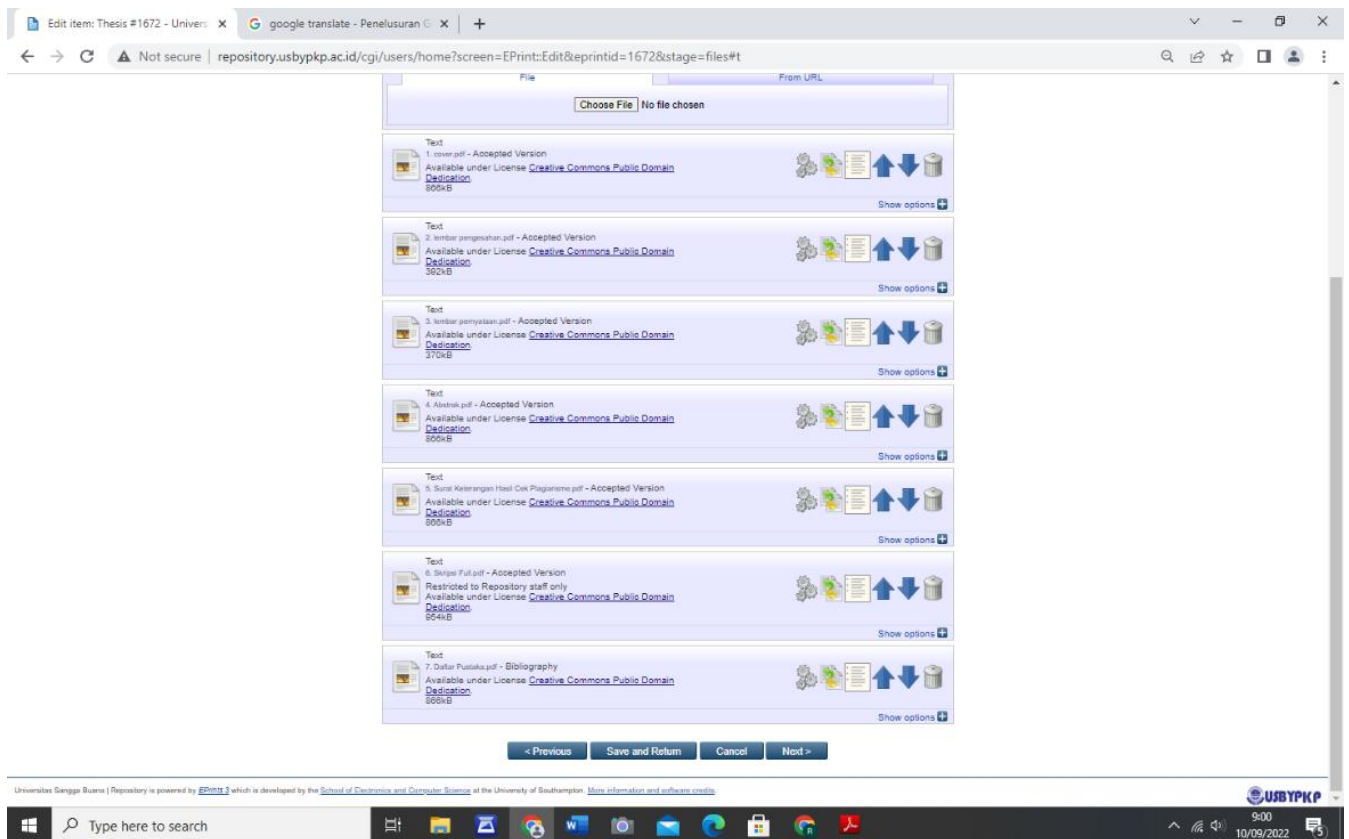 Edit item: Thesis #1672 - Univers
google translate - Penelusuran G
Not secure
repository.usbypkp.ac.id/cgi/users/home?screen=EPrint::Edit&eprintid=1672&stage=files#t
File
From URL
Choose File No file chosen
Text
1. cover.pdf - Accepted Version
Available under License Creative Commons Public Domain
Dedication.
866kB
Show options
Text
2. lembar pengesahan.pdf - Accepted Version
Available under License Creative Commons Public Domain
Dedication.
392kB
Show options
Text
3. lembar pernyataan.pdf - Accepted Version
Available under License Creative Commons Public Domain
Dedication.
370kB
Show options
Text
4. Abstrak.pdf - Accepted Version
Available under License Creative Commons Public Domain
Dedication.
866kB
Show options
Text
5. Surat Keterangan Hasil Cek Plagiarisme.pdf - Accepted Version
Available under License Creative Commons Public Domain
Dedication.
866kB
Show options
Text
6. Skripsi Full.pdf - Accepted Version
Restricted to Repository staff only
Available under License Creative Commons Public Domain
Dedication.
954kB
Show options
Text
7. Daftar Pustaka.pdf - Bibliography
Available under License Creative Commons Public Domain
Dedication.
866kB
Show options
< Previous
Save and Return
Cancel
Next >
Universitas Sangga Buana | Repository is powered by EPrints 3 which is developed by the School of Electronics and Computer Science at the University of Southampton. More information and software credits.
USBYPKP
Type here to search
9:00
10/09/2022